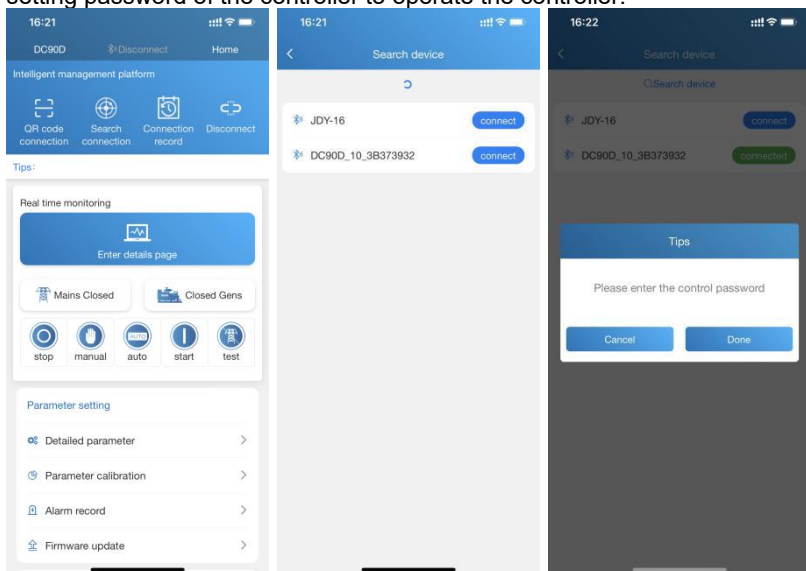 setting password of the controller to operate the controller.
16:21
DC90D Disconnect Home
Intelligent management platform
QR code connection
Search connection
Connection record
Disconnect
Tips:
Real time monitoring
Enter details page
Mains Closed
Closed Gens
AUTO
stop manual auto start test
Parameter setting
Detailed parameter
Parameter calibration
Alarm record
Firmware update
16:21
Search device
JDY-16 connect
DC90D_10_3B373932 connect
16:22
Search device
Search device
JDY-16 connect
DC90D_10_3B373932 connected
Tips
Please enter the control password
Cancel Done